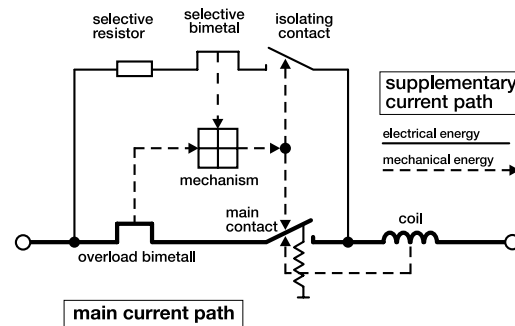 selective
resistor
selective
bimetal
isolating
contact
supplementary
current path
electrical energy
mechanical energy
mechanism
main
contact
coil
overload bimetall
main current path